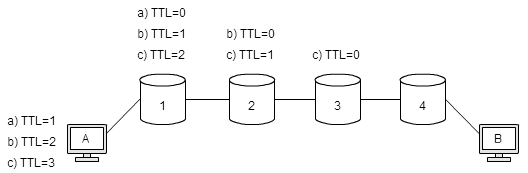 a) TTL=0
b) TTL=1
c) TTL=2
b) TTL=0
c) TTL=1
c) TTL=0
1
2
3
4
a) TTL=1
b) TTL=2
c) TTL=3
A
B